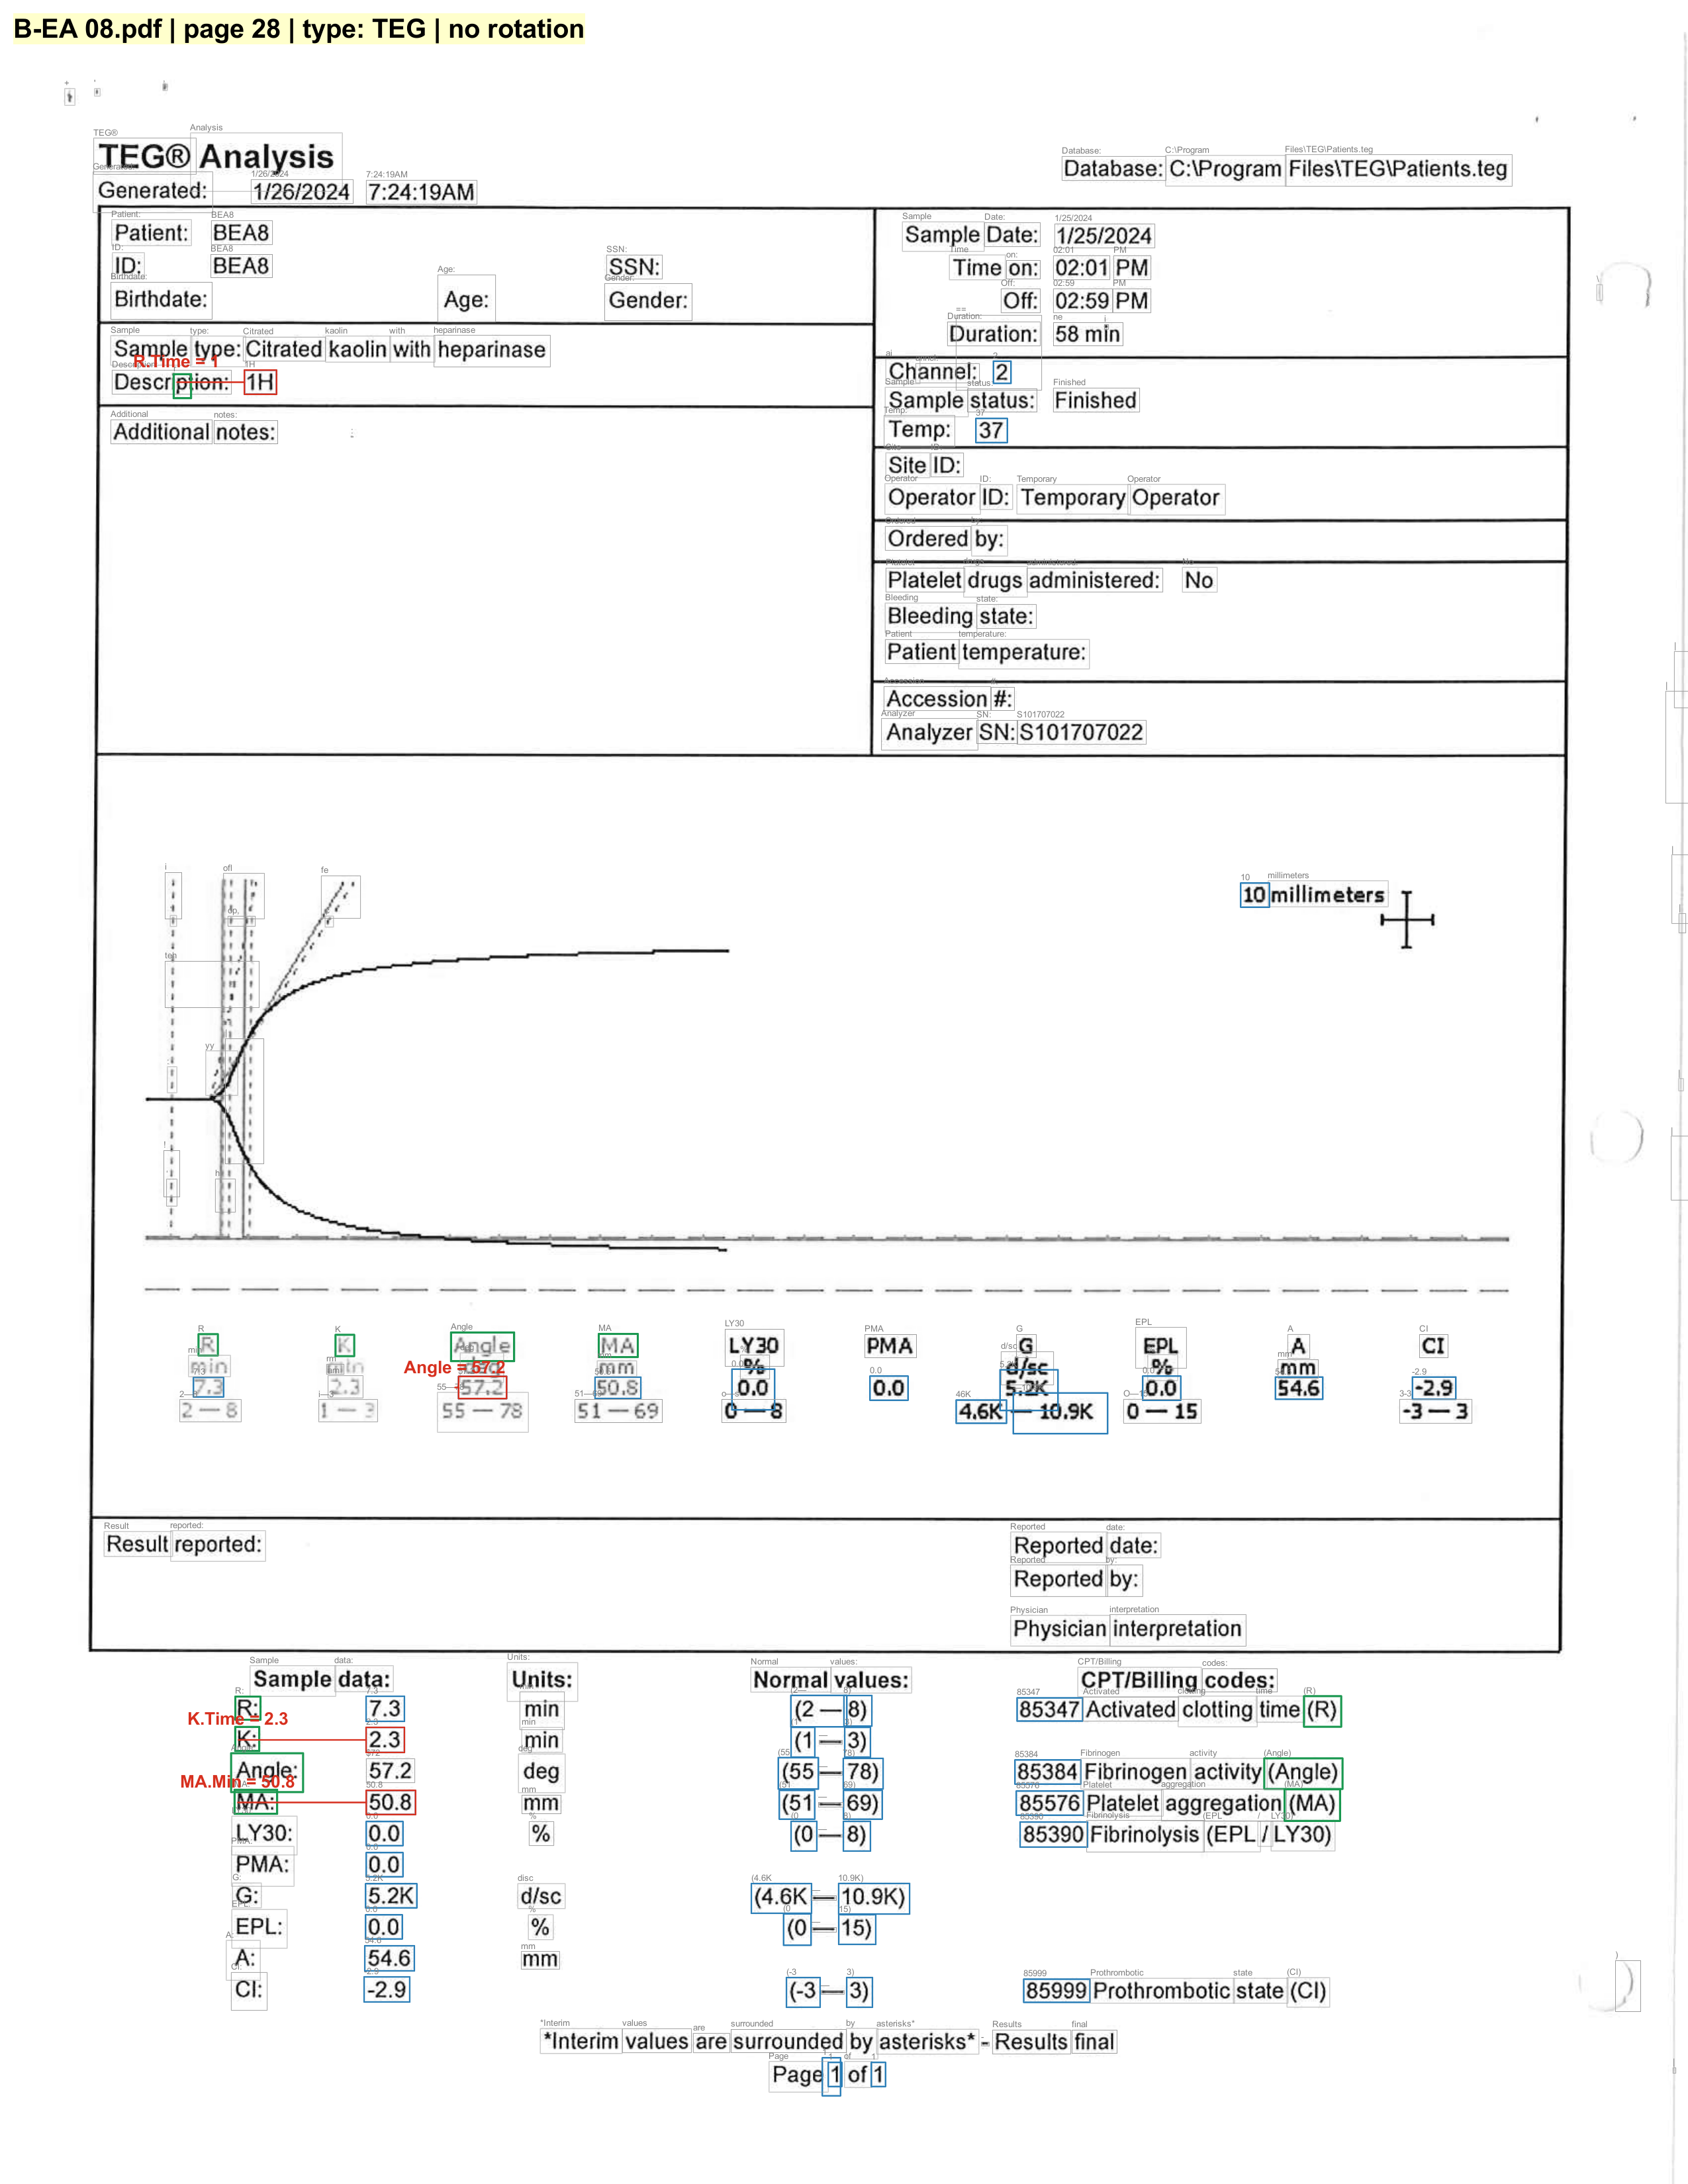 B-EA 08.pdf | page 28 | type: TEG | no rotation
TEG® Analysis
Generated: 1/26/2024 7:24:19AM
Database: C:\Program Files\TEG\Patients.teg
Patient: BEA8
ID: BEA8 SSN:
Birthdate: Age: Gender:
Sample type: Citrated kaolin with heparinase
R.Time = 1
Description: 1H
Additional notes:
Sample Date: 1/25/2024
Time on: 02:01 PM
Off: 02:59 PM
Duration: 58 min
Channel: 2
Sample status: Finished
Temp: 37
Site ID:
Operator ID: Temporary Operator
Ordered by:
Platelet drugs administered: No
Bleeding state:
Patient temperature:
Accession #:
Analyzer SN: S101707022
10 millimeters
R K Angle MA LY30 PMA G EPL A CI
min min mm % d/sc % mm
Angle = 57.2
7.3 2.3 57.2 50.8 0.0 0.0 5.2K 0.0 54.6 -2.9
2 — 8 1 — 3 55 — 78 51 — 69 0 — 8 4.6K — 10.9K 0 — 15 -3 — 3
Result reported:
Reported date:
Reported by:
Physician interpretation
Sample data: Units: Normal values: CPT/Billing codes:
R: 7.3 min (2 — 8) 85347 Activated clotting time (R)
K.Time = 2.3
K: 2.3 min (1 — 3)
Angle: 57.2 deg (55 — 78) 85384 Fibrinogen activity (Angle)
MA.Min = 50.8
MA: 50.8 mm (51 — 69) 85576 Platelet aggregation (MA)
LY30: 0.0 % (0 — 8) 85390 Fibrinolysis (EPL / LY30)
PMA: 0.0
G: 5.2K d/sc (4.6K — 10.9K)
EPL: 0.0 % (0 — 15)
A: 54.6 mm
CI: -2.9 (-3 — 3) 85999 Prothrombotic state (CI)
*Interim values are surrounded by asterisks* - Results final
Page 1 of 1